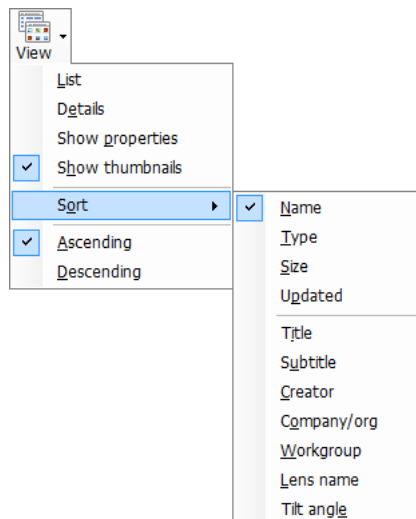 View
List
Details
Show properties
Show thumbnails
Sort
Ascending
Descending
Name
Type
Size
Updated
Title
Subtitle
Creator
Company/org
Workgroup
Lens name
Tilt angle